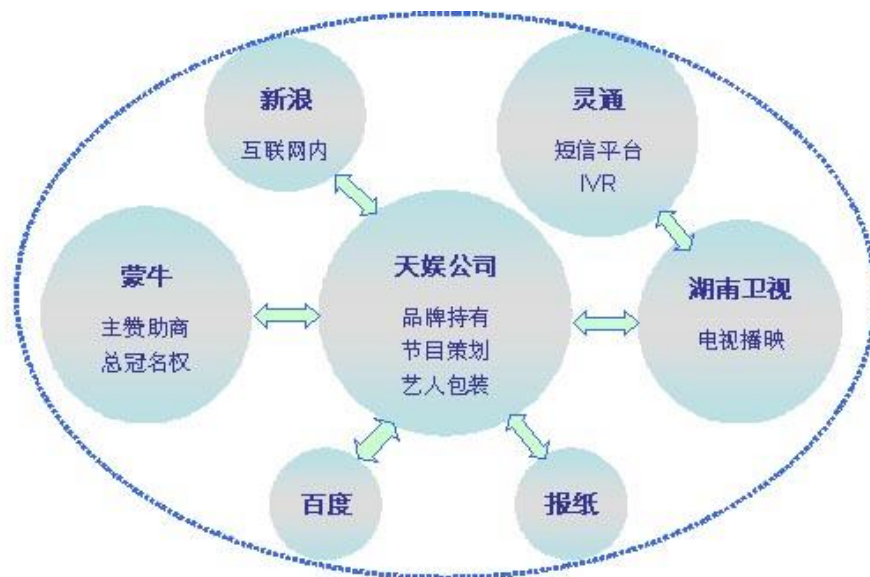 新浪
互联网内
灵通
短信平台
IVR
蒙牛
主赞助商
总冠名权
天娱公司
品牌持有
节目策划
艺人包装
湖南卫视
电视播映
百度
报纸